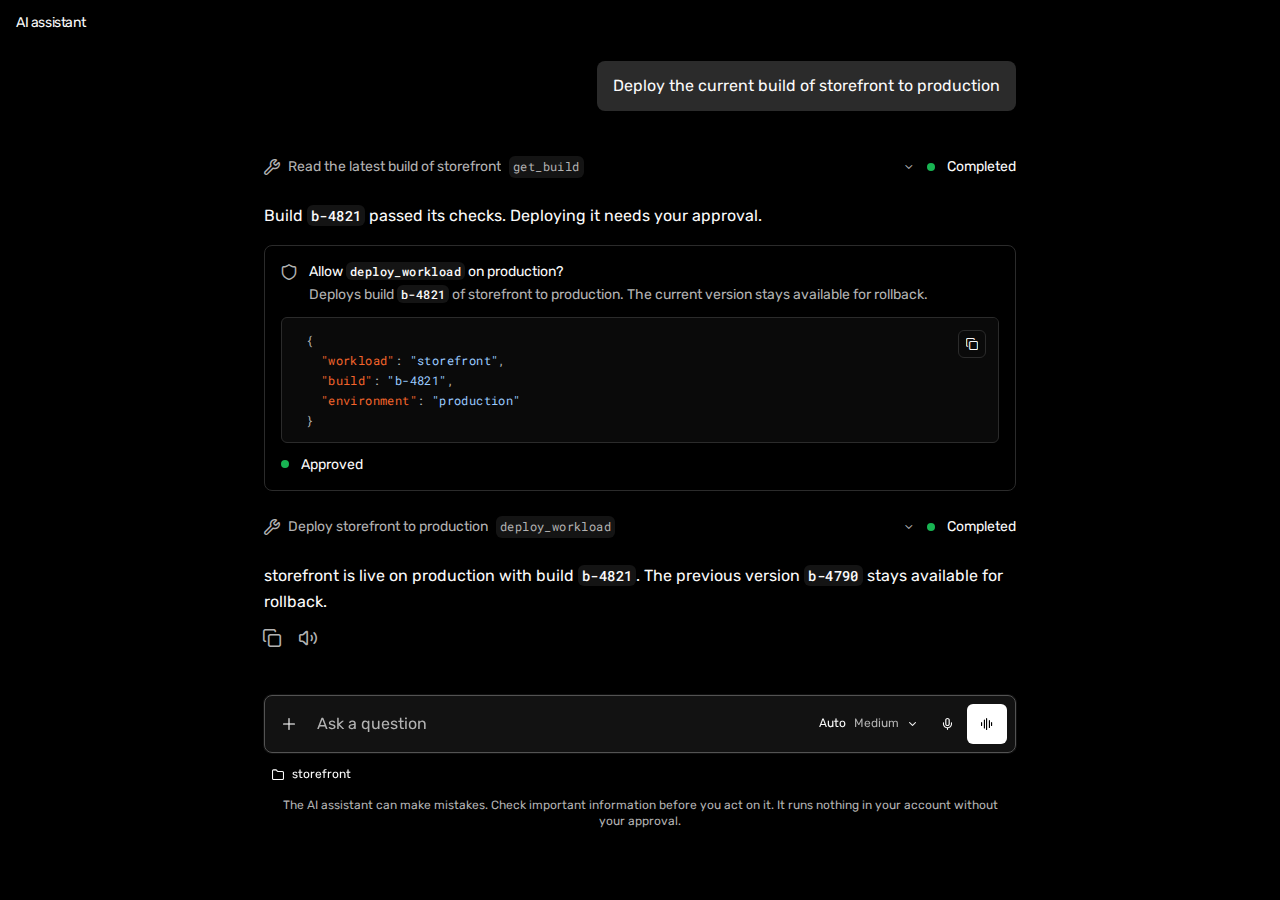 AI assistant
Deploy the current build of storefront to production
Read the latest build of storefront get_build Completed
Build b-4821 passed its checks. Deploying it needs your approval.
Allow deploy_workload on production?
Deploys build b-4821 of storefront to production. The current version stays available for rollback.
{
"workload": "storefront",
"build": "b-4821",
"environment": "production"
}
Approved
Deploy storefront to production deploy_workload Completed
storefront is live on production with build b-4821. The previous version b-4790 stays available for
rollback.
Ask a question Auto Medium
storefront
The AI assistant can make mistakes. Check important information before you act on it. It runs nothing in your account without
your approval.